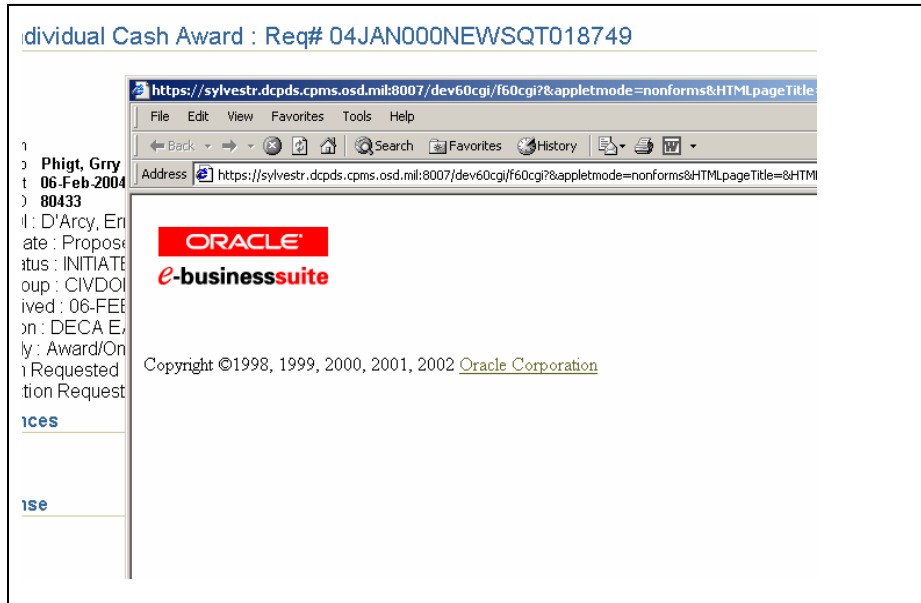 dividual Cash Award : Req# 04JAN000NEWSQT018749
https://sylvestr.dcpds.cpms.osd.mil:8007/dev60cgi/f60cgi?&appletmode=nonforms&HTMLpageTitle
File Edit View Favorites Tools Help
Back Search Favorites History
Address https://sylvestr.dcpds.cpms.osd.mil:8007/dev60cgi/f60cgi?&appletmode=nonforms&HTMLpageTitle=&HTMl
Phigt, Grry
t 06-Feb-2004
80433
: D'Arcy, Err
ate : Propose
atus : INITIATE
oup : CIVDOI
ived : 06-FEE
on : DECA EA
ly : Award/On
n Requested
tion Request
nces
nse
ORACLE
e-businesssuite
Copyright ©1998, 1999, 2000, 2001, 2002 Oracle Corporation